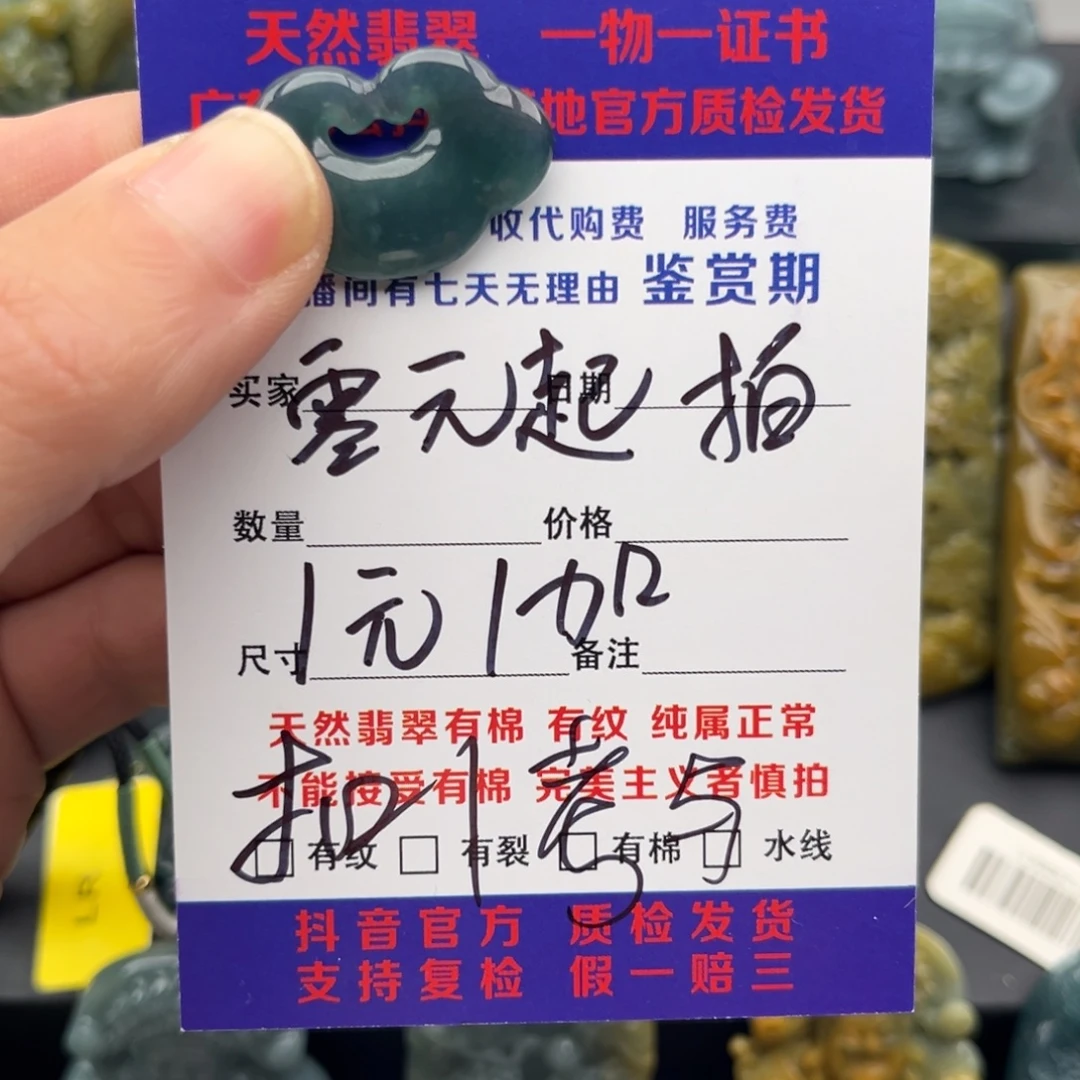 天然翡翠 一物一证书
地官方质检发货
收代购费 服务费
播间有七天无理由 鉴赏期
买家 日期
零元起拍
数量 价格
1元1加
尺寸 备注
天然翡翠有棉 有纹 纯属正常
不能接受有棉 完美主义者慎拍
扣1参与
有纹 有裂 有棉 水线
抖音官方 质检发货
支持复检 假一赔三